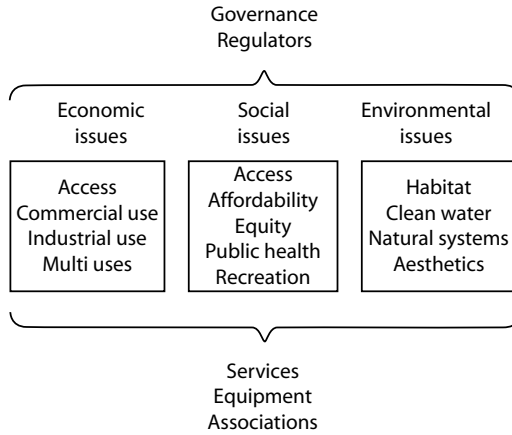 Governance
Regulators
Economic
issues
Social
issues
Environmental
issues
Access
Commercial use
Industrial use
Multi uses
Access
Affordability
Equity
Public health
Recreation
Habitat
Clean water
Natural systems
Aesthetics
Services
Equipment
Associations